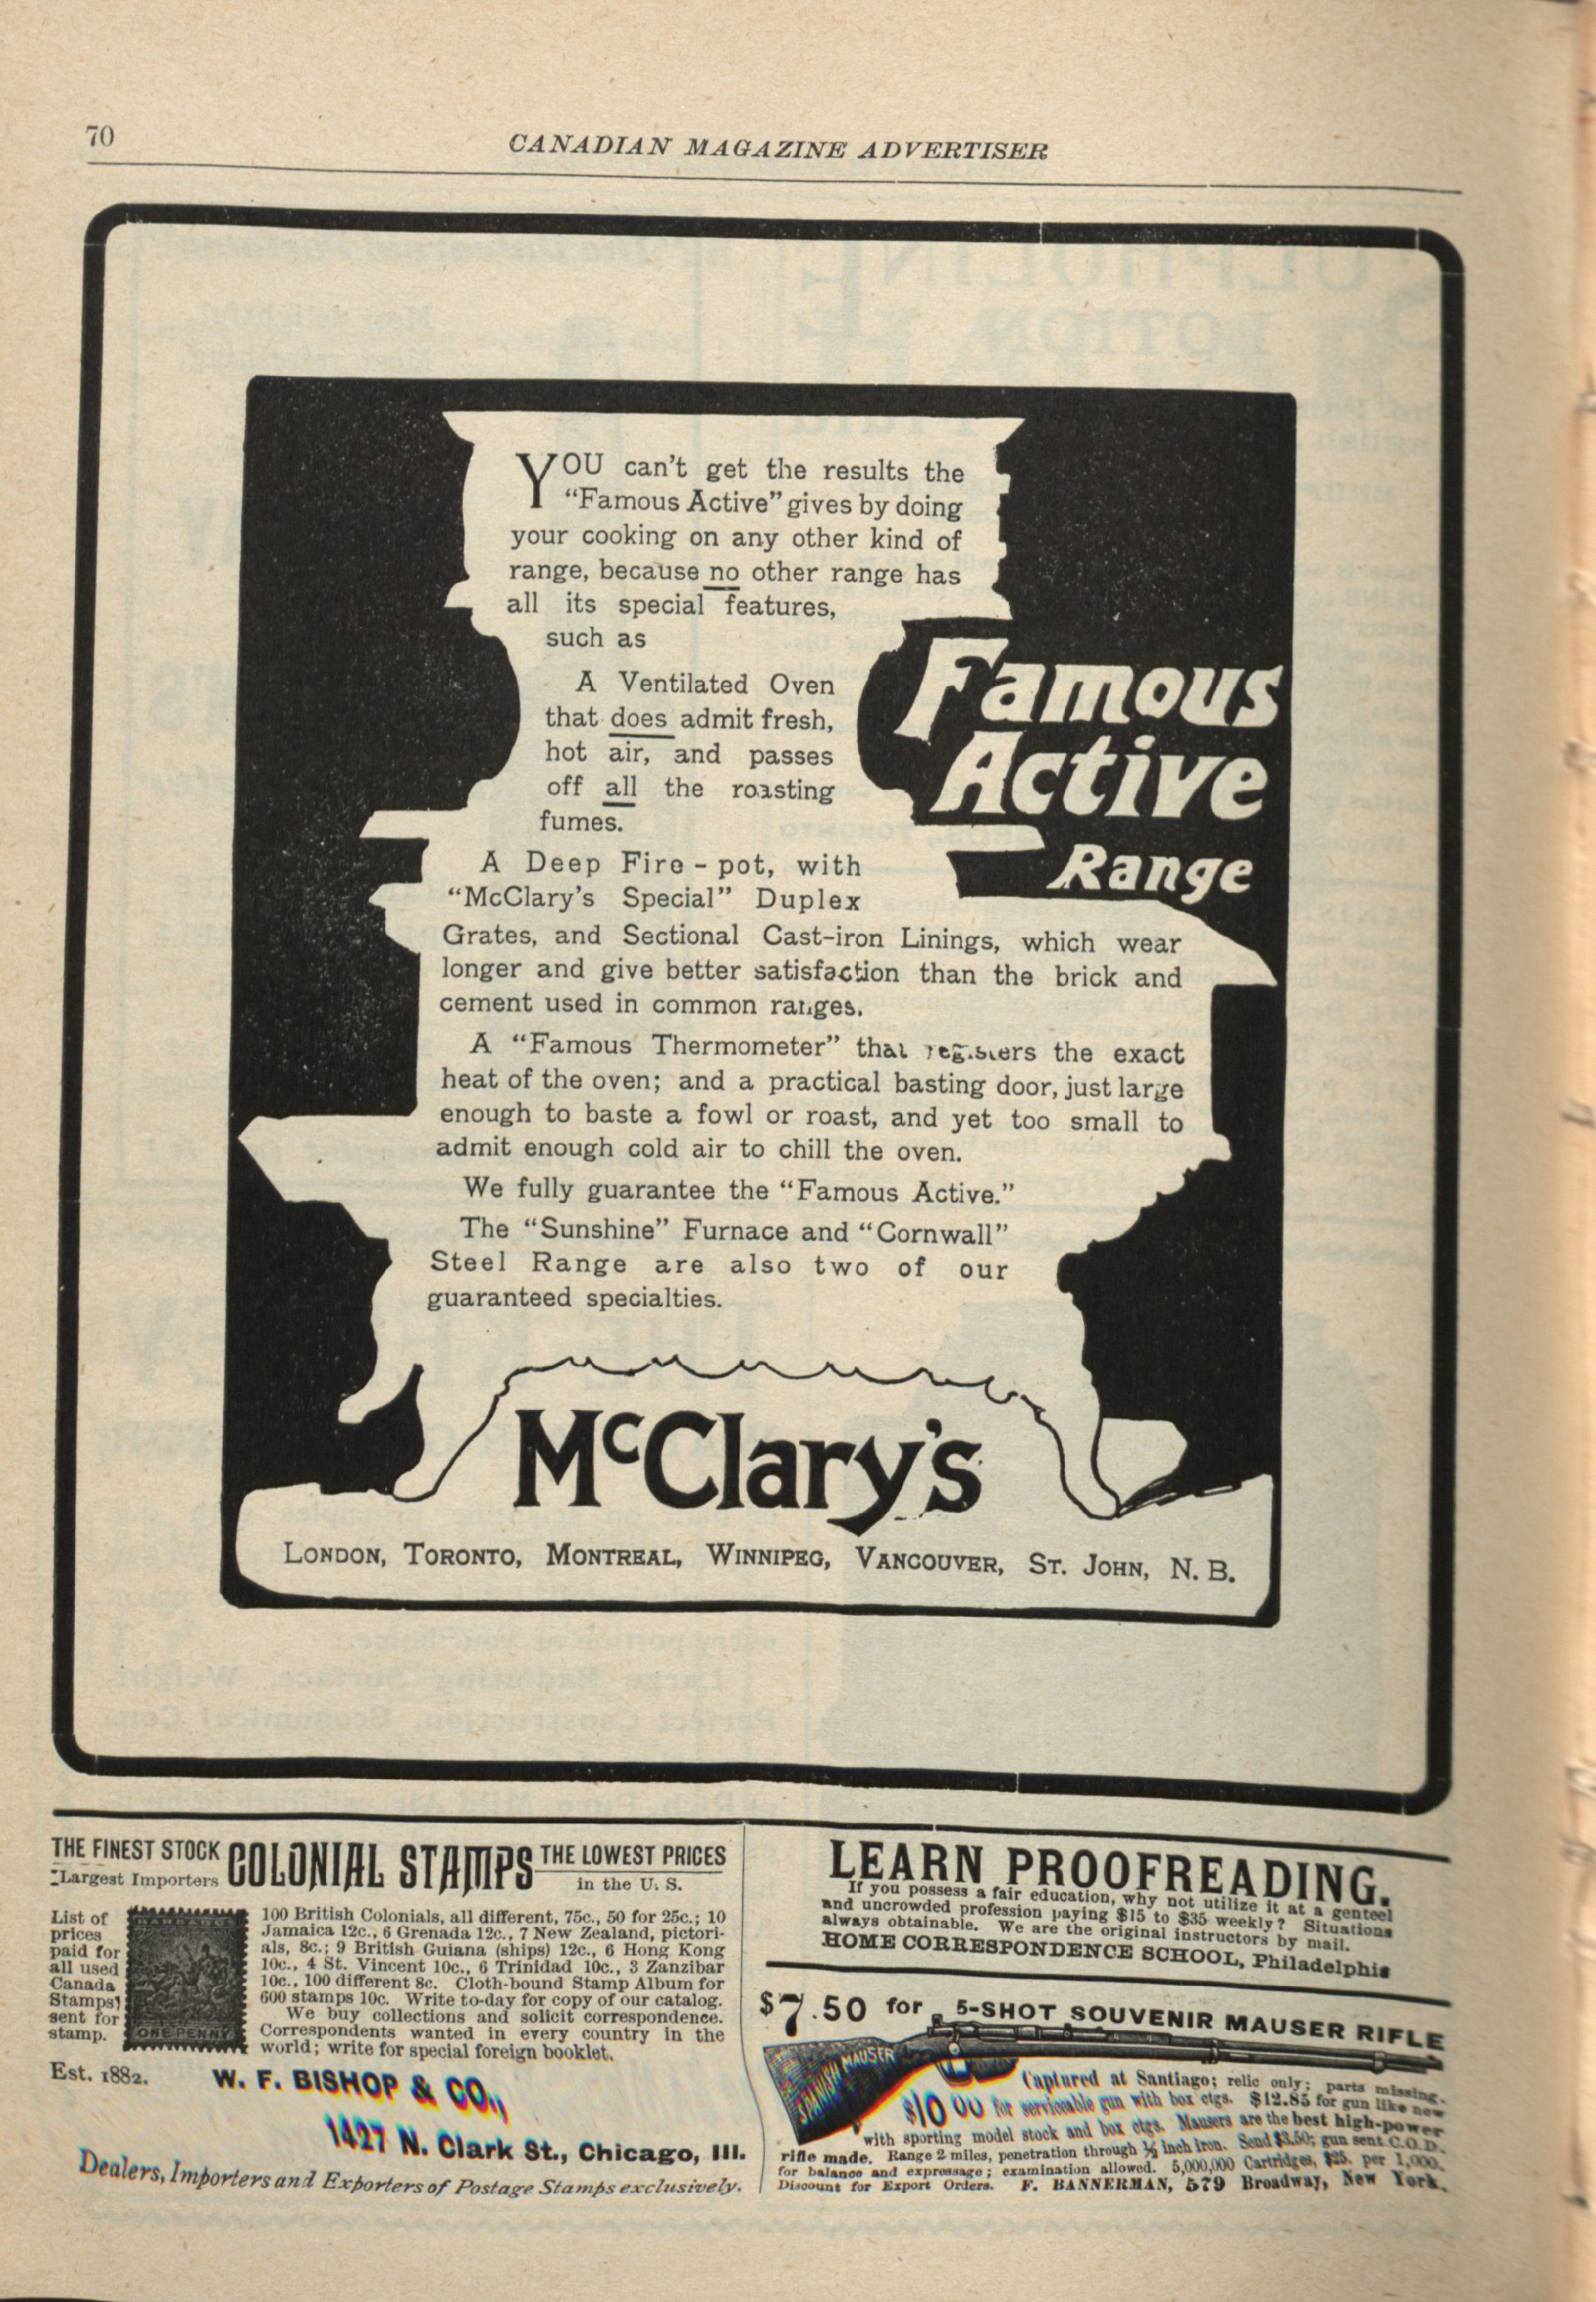 70
CANADIAN MAGAZINE ADVERTISER
YOU can't get the results the
"Famous Active" gives by doing
your cooking on any other kind of
range, because no other range has
all its special features,
such as
A Ventilated Oven
that does admit fresh,
hot air, and passes
off all the roasting
fumes.
Famous
Active
Range
A Deep Fire-pot, with
"McClary's Special" Duplex
Grates, and Sectional Cast-iron Linings, which wear
longer and give better satisfaction than the brick and
cement used in common ranges.
A "Famous Thermometer" that registers the exact
heat of the oven; and a practical basting door, just large
enough to baste a fowl or roast, and yet too small to
admit enough cold air to chill the oven.
We fully guarantee the "Famous Active."
The "Sunshine" Furnace and "Cornwall"
Steel Range are also two of our
guaranteed specialties.
McClary's
LONDON, TORONTO, MONTREAL, WINNIPEG, VANCOUVER, ST. JOHN, N. B.
THE FINEST STOCK COLONIAL STAMPS THE LOWEST PRICES
Largest Importers in the U. S.
List of
prices
paid for
all used
Canada
Stamps
sent for
stamp.
ONE PENNY
100 British Colonials, all different, 75c., 50 for 25c.; 10
Jamaica 12c., 6 Grenada 12c., 7 New Zealand, pictori-
als, 8c.; 9 British Guiana (ships) 12c., 6 Hong Kong
10c., 4 St. Vincent 10c., 6 Trinidad 10c., 3 Zanzibar
10c., 100 different 8c. Cloth-bound Stamp Album for
600 stamps 10c. Write to-day for copy of our catalog.
We buy collections and solicit correspondence.
Correspondents wanted in every country in the
world; write for special foreign booklet.
Est. 1882.
W. F. BISHOP & CO.,
1427 N. Clark St., Chicago, Ill.
Dealers, Importers and Exporters of Postage Stamps exclusively.
LEARN PROOFREADING.
If you possess a fair education, why not utilize it at a genteel
and uncrowded profession paying $15 to $35 weekly? Situations
always obtainable. We are the original instructors by mail.
HOME CORRESPONDENCE SCHOOL, Philadelphia
$7.50 for 5-SHOT SOUVENIR MAUSER RIFLE
SPANISH MAUSER
Captured at Santiago; relic only; parts missing.
$10 00 for serviceable gun with box ctgs. $12.85 for gun like new
with sporting model stock and box ctgs. Mausers are the best high-power
rifle made. Range 2 miles, penetration through ½ inch iron. Send $3.50; gun sent C.O.D.
for balance and expressage; examination allowed. 5,000,000 Cartridges, $25. per 1,000.
Discount for Export Orders. F. BANNERMAN, 579 Broadway, New York.